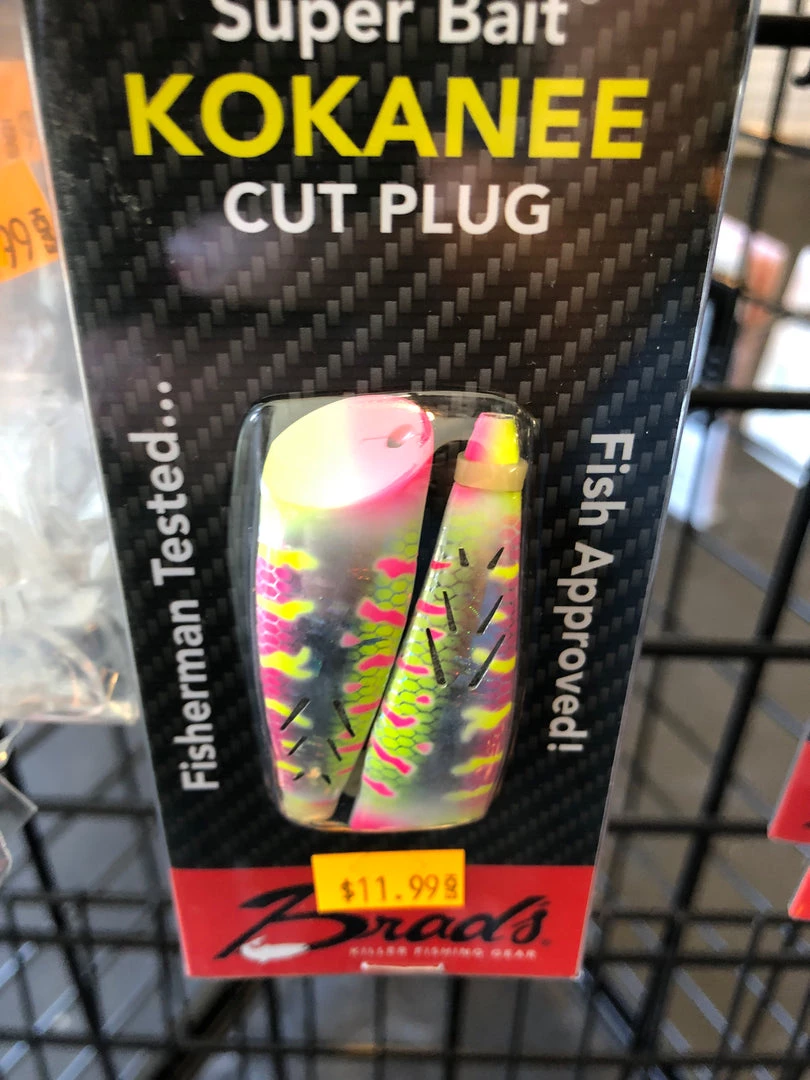 Super Bait®
KOKANEE
CUT PLUG
Fisherman Tested...
Fish Approved!
$11.99
Brad's®
KILLER FISHING GEAR